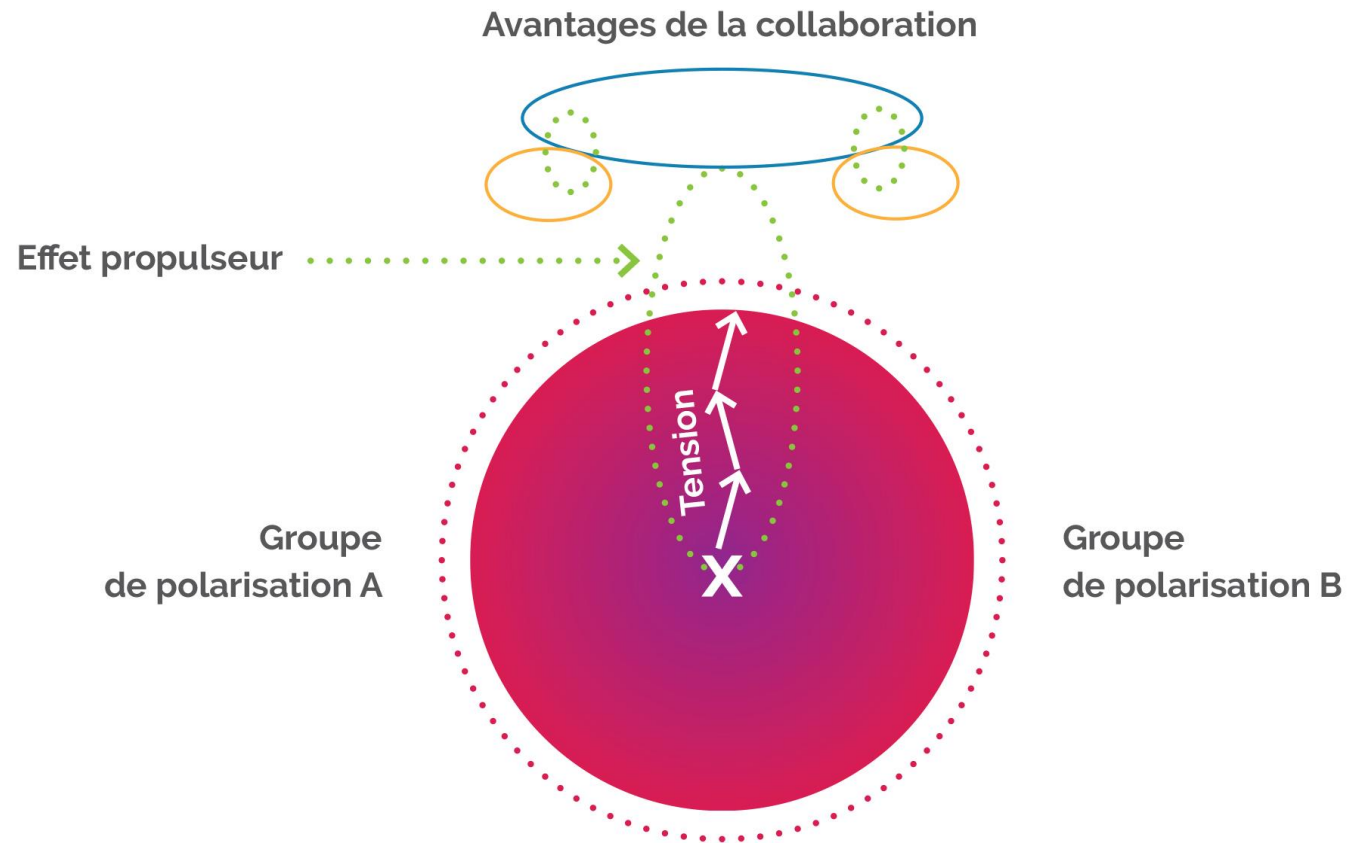 Avantages de la collaboration
Effet propulseur
Tension
Groupe
de polarisation A
X
Groupe
de polarisation B